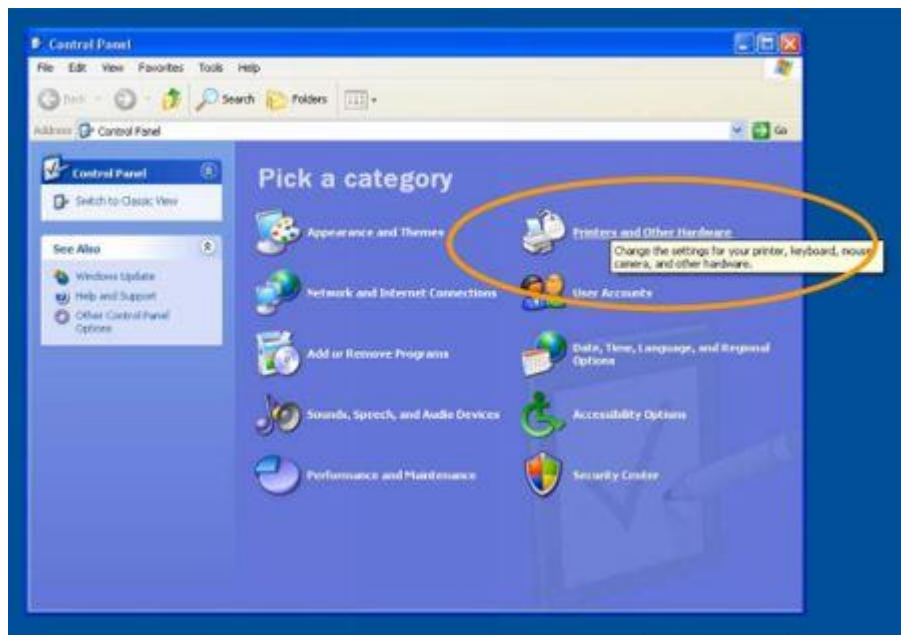 Control Panel
File Edit View Favorites Tools Help
Back Search Folders
Address Control Panel Go
Control Panel
Switch to Classic View
See Also
Windows Update
Help and Support
Other Control Panel
Options
Pick a category
Appearance and Themes
Printers and Other Hardware
Change the settings for your printer, keyboard, mouse,
camera, and other hardware.
Network and Internet Connections
User Accounts
Add or Remove Programs
Date, Time, Language, and Regional
Options
Sounds, Speech, and Audio Devices
Accessibility Options
Performance and Maintenance
Security Center